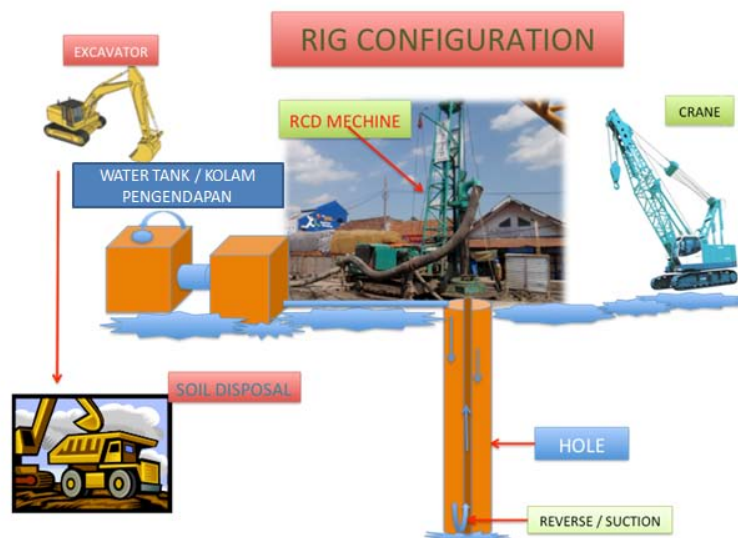 RIG CONFIGURATION
EXCAVATOR
RCD MECHINE
CRANE
WATER TANK / KOLAM
PENGENDAPAN
SOIL DISPOSAL
HOLE
REVERSE / SUCTION